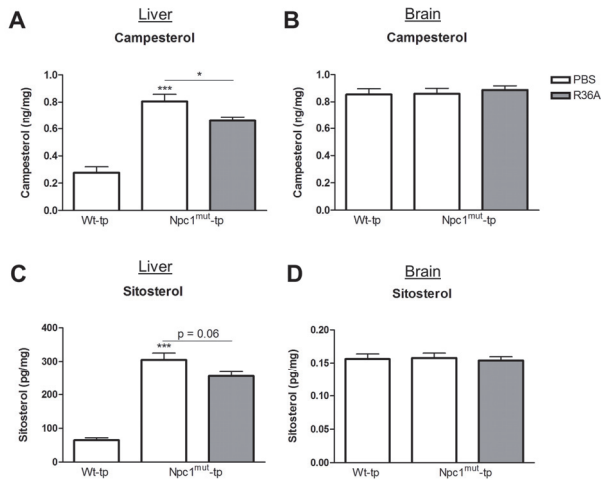 A
Liver
Campesterol
Campesterol (ng/mg)
1.0
0.8
0.6
0.4
0.2
0.0
***
*
Wt-tp
Npc1mut-tp
B
Brain
Campesterol
Campesterol (ng/mg)
1.0
0.8
0.6
0.4
0.2
0.0
Wt-tp
Npc1mut-tp
PBS
R36A
C
Liver
Sitosterol
Sitosterol (pg/mg)
400
300
200
100
0
***
p = 0.06
Wt-tp
Npc1mut-tp
D
Brain
Sitosterol
Sitosterol (pg/mg)
0.20
0.15
0.10
0.05
0.00
Wt-tp
Npc1mut-tp